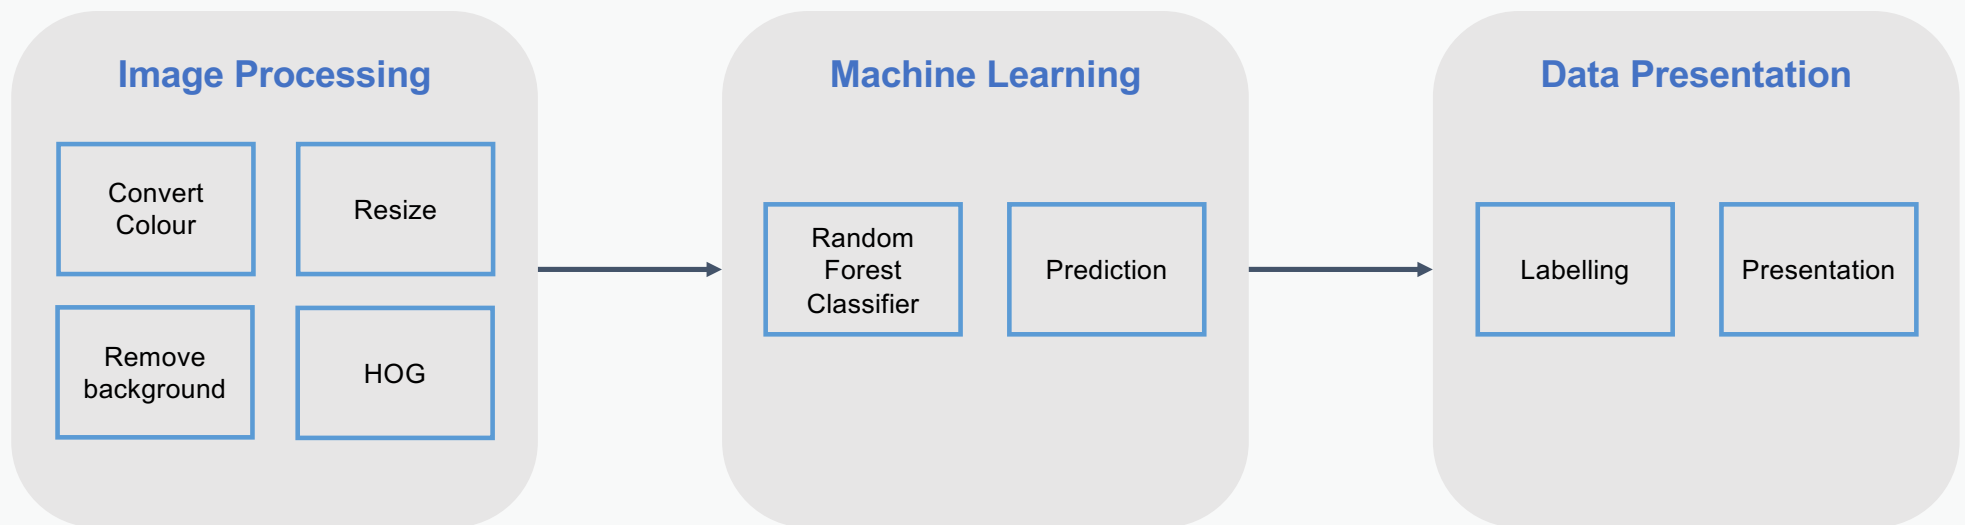 Image Processing
Convert
Colour
Resize
Remove
background
HOG
Machine Learning
Random
Forest
Classifier
Prediction
Data Presentation
Labelling
Presentation